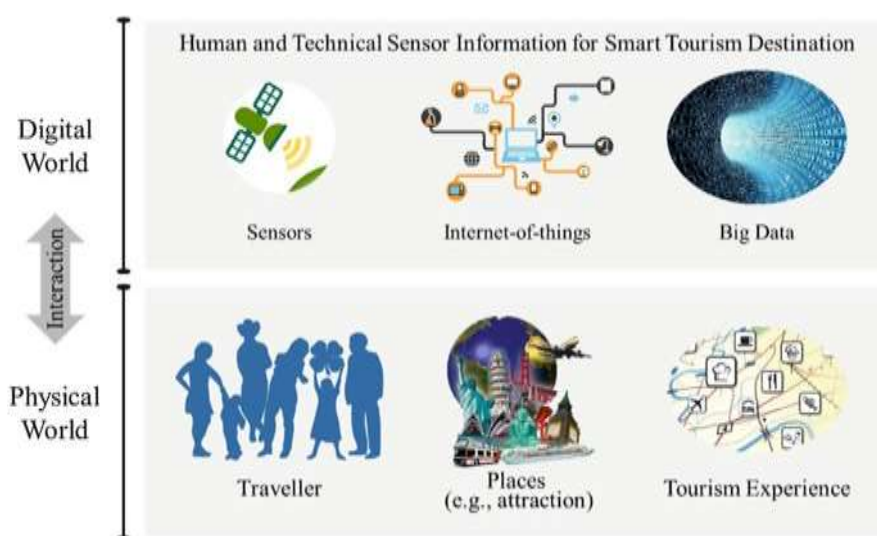 Human and Technical Sensor Information for Smart Tourism Destination
Digital
World
Sensors
Internet-of-things
Big Data
Interaction
Physical
World
Traveller
Places
(e.g., attraction)
Tourism Experience